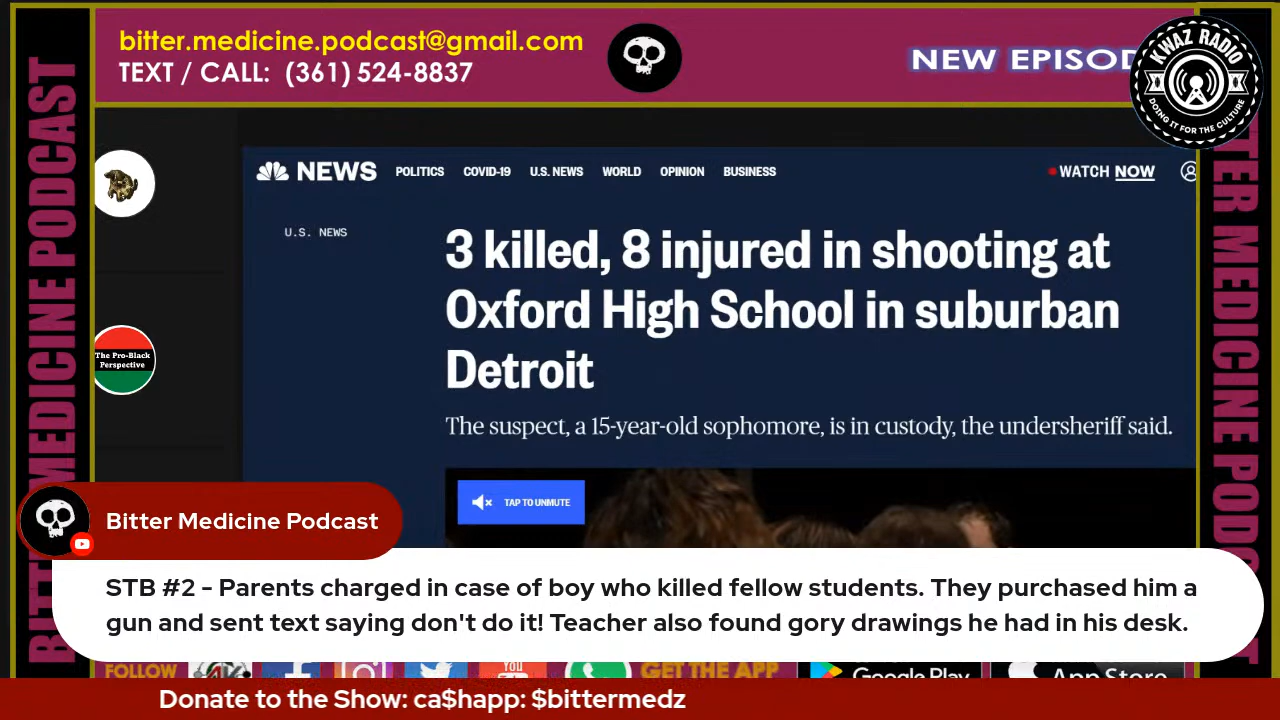 bitter.medicine.podcast@gmail.com
TEXT / CALL: (361) 524-8837
NEW EPISOD
KWAZ RADIO
DOING IT FOR THE CULTURE
BITTER MEDICINE PODCAST
BITTER MEDICINE PODCAST
NEWS POLITICS COVID-19 U.S. NEWS WORLD OPINION BUSINESS WATCH NOW
U.S. NEWS
3 killed, 8 injured in shooting at
Oxford High School in suburban
Detroit
The suspect, a 15-year-old sophomore, is in custody, the undersheriff said.
The Pro-Black
Perspective
TAP TO UNMUTE
Bitter Medicine Podcast
STB #2 - Parents charged in case of boy who killed fellow students. They purchased him a
gun and sent text saying don't do it! Teacher also found gory drawings he had in his desk.
FOLLOW
You
GET THE APP
Google Play
App Store
Donate to the Show: ca$happ: $bittermedz